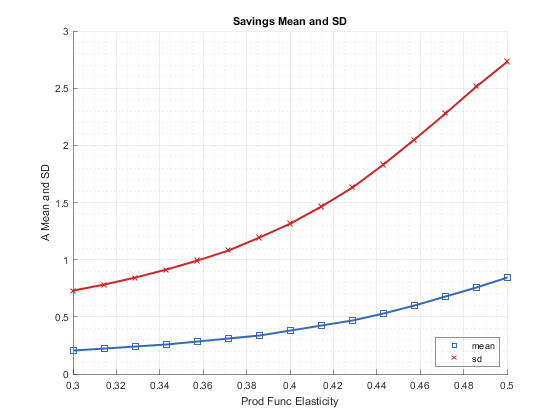 Savings Mean and SD
3
2.5
2
1.5
1
0.5
0
A Mean and SD
0.3 0.32 0.34 0.36 0.38 0.4 0.42 0.44 0.46 0.48 0.5
Prod Func Elasticity
mean
sd